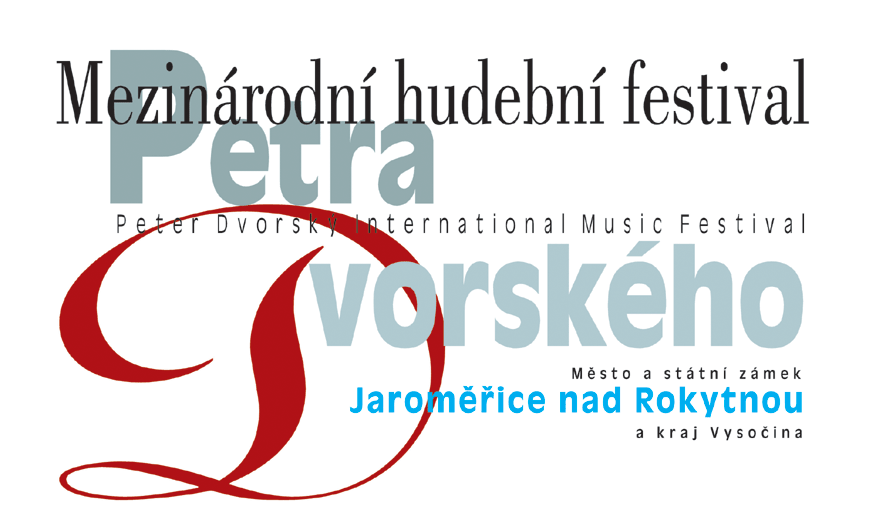 Mezinárodní hudební festival
Petra
Peter Dvorský International Music Festival
Dvorského
Město a státní zámek
Jaroměřice nad Rokytnou
a kraj Vysočina